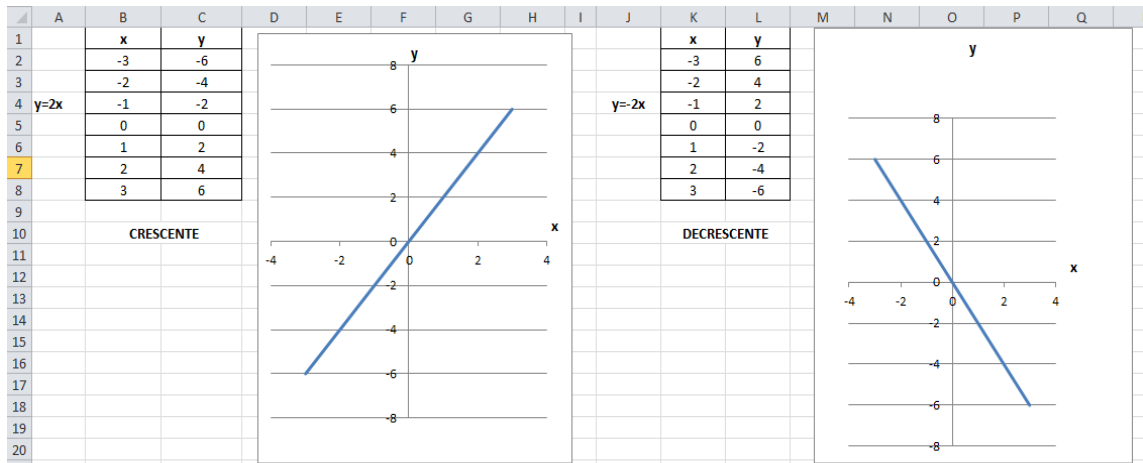 A B C D E F G H I J K L M N O P Q
1 x y x y
2 -3 -6 -3 6
3 -2 -4 -2 4
4 y=2x -1 -2 y=-2x -1 2
5 0 0 0 0
6 1 2 1 -2
7 2 4 2 -4
8 3 6 3 -6
9
10 CRESCENTE DECRESCENTE
11
12
13
14
15
16
17
18
19
20
y
8
6
4
2
0
-2
-4
-6
-8
-4 -2 0 2 4
x
y
8
6
4
2
0
-2
-4
-6
-8
-4 -2 0 2 4
x